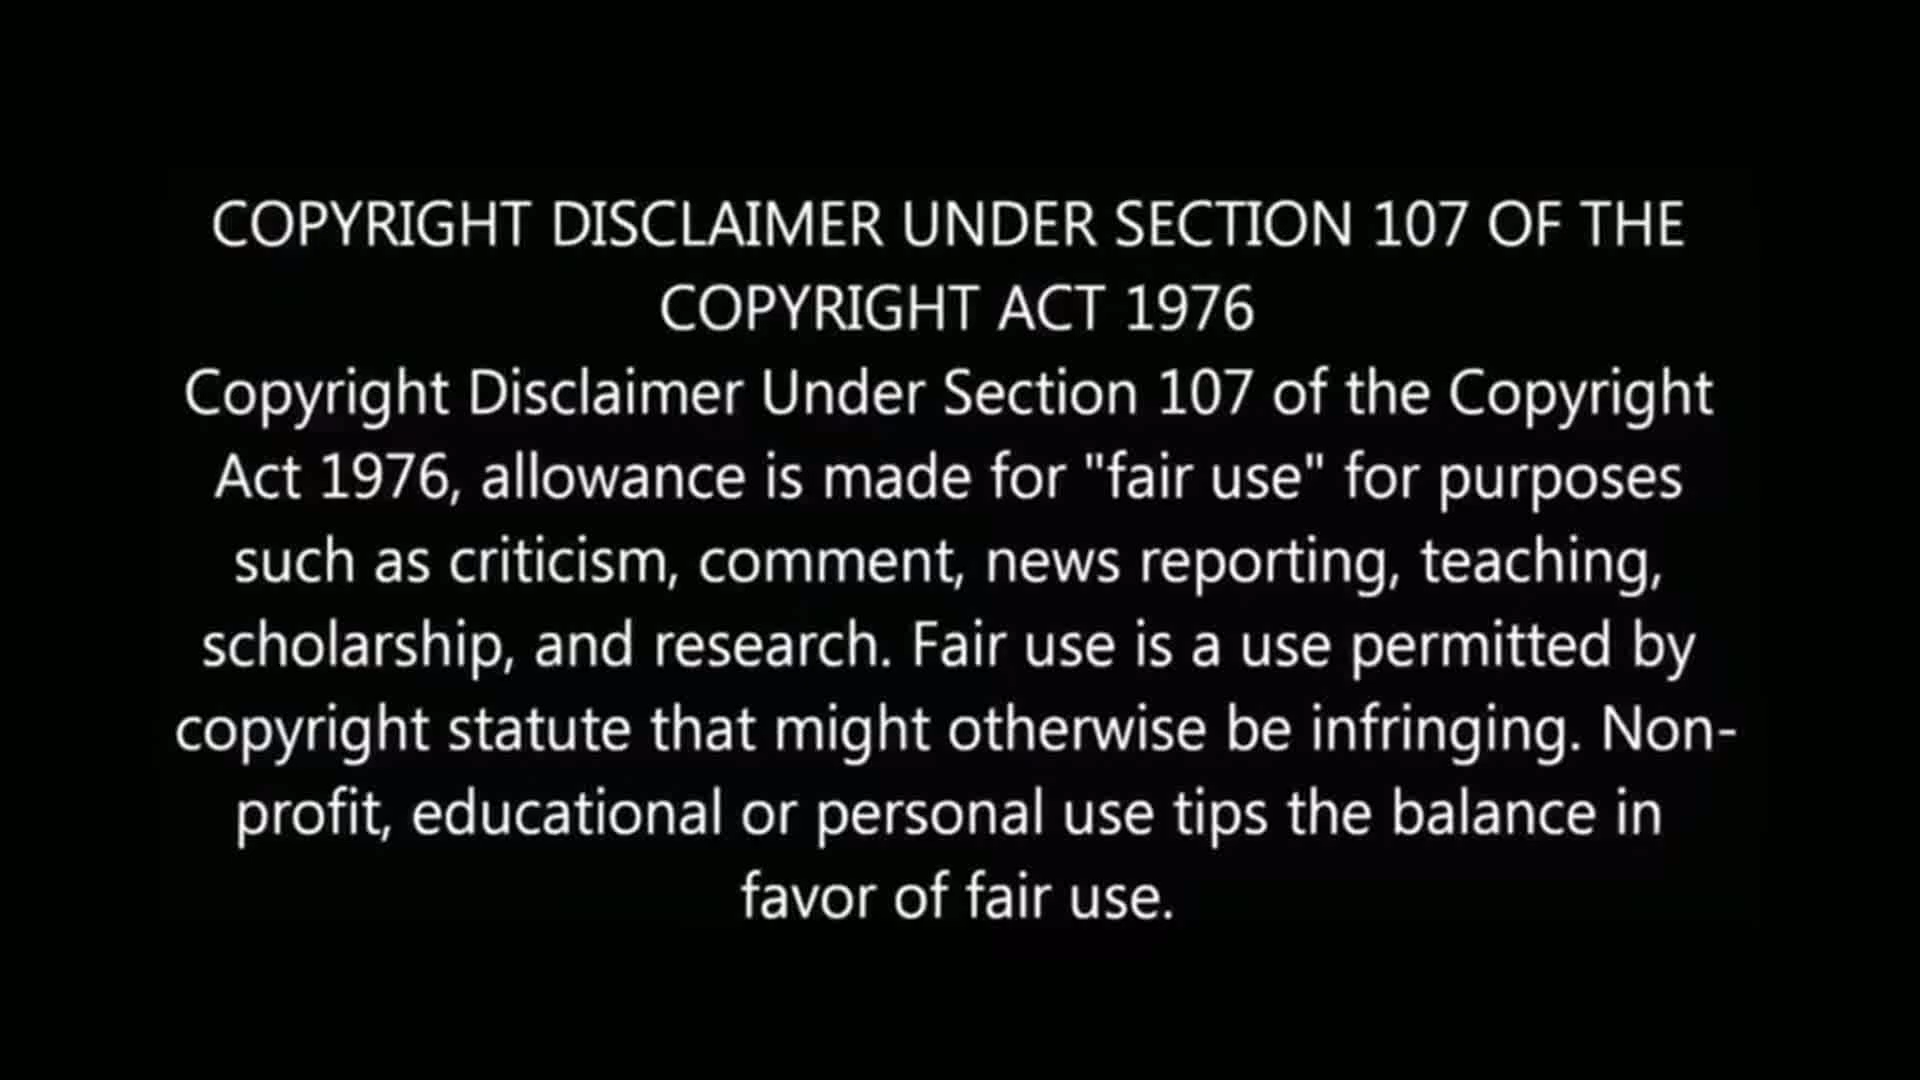 COPYRIGHT DISCLAIMER UNDER SECTION 107 OF THE
COPYRIGHT ACT 1976
Copyright Disclaimer Under Section 107 of the Copyright
Act 1976, allowance is made for "fair use" for purposes
such as criticism, comment, news reporting, teaching,
scholarship, and research. Fair use is a use permitted by
copyright statute that might otherwise be infringing. Non-
profit, educational or personal use tips the balance in
favor of fair use.